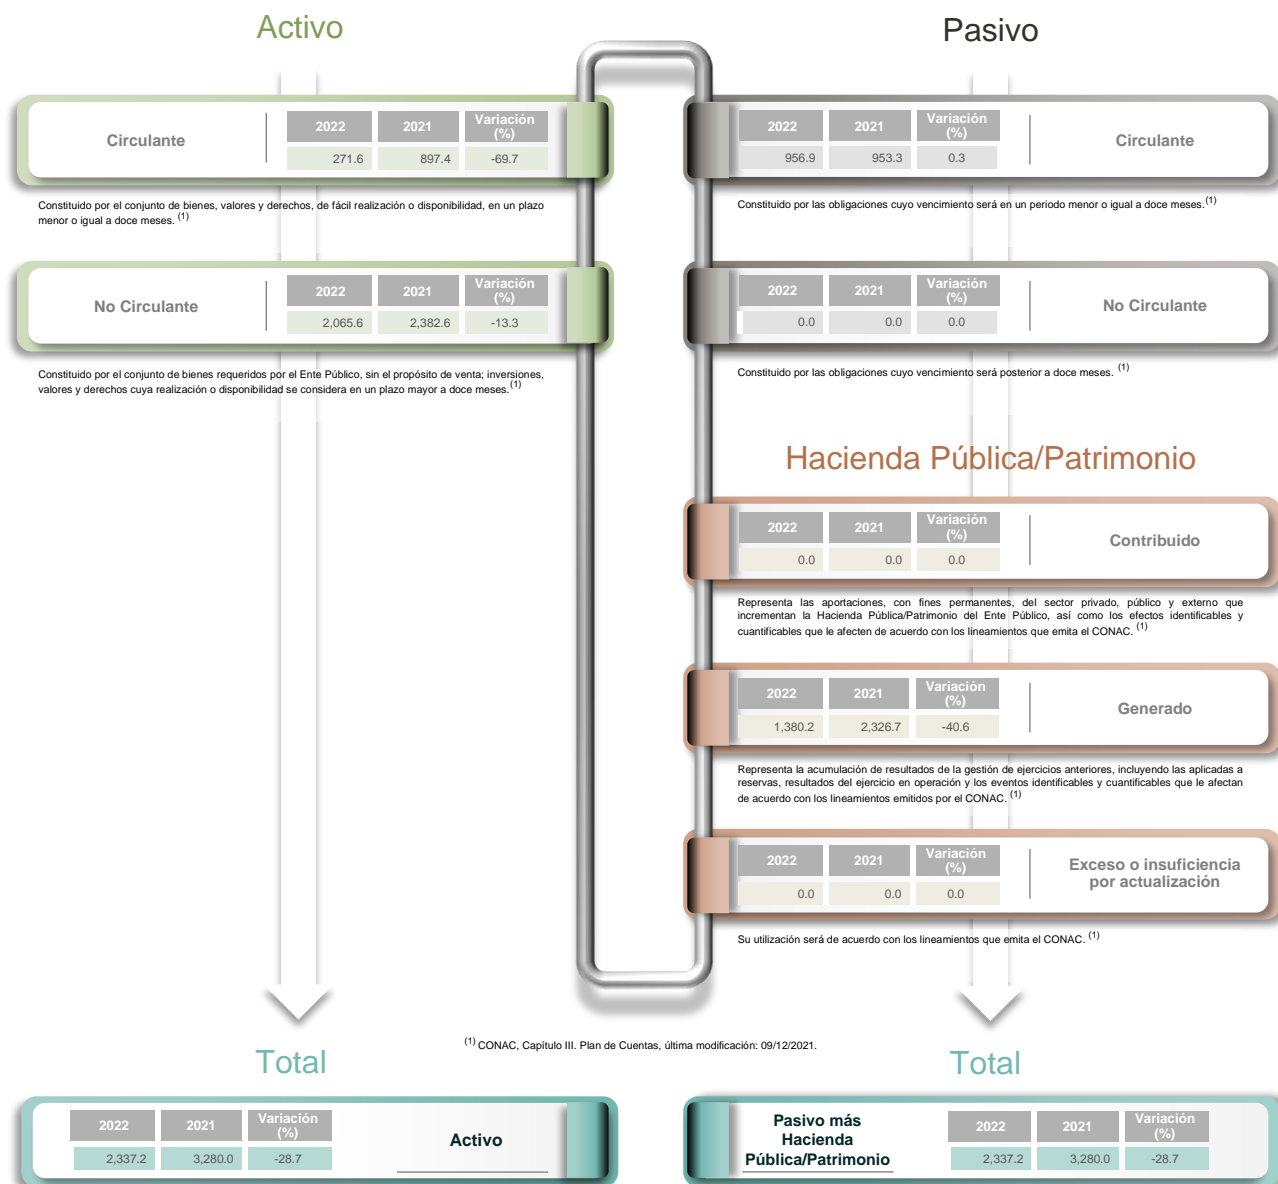 Activo
Circulante
2022 2021 Variación (%)
271.6 897.4 -69.7
Constituido por el conjunto de bienes, valores y derechos, de fácil realización o disponibilidad, en un plazo
menor o igual a doce meses. (1)
No Circulante
2022 2021 Variación (%)
2,065.6 2,382.6 -13.3
Constituido por el conjunto de bienes requeridos por el Ente Público, sin el propósito de venta; inversiones,
valores y derechos cuya realización o disponibilidad se considera en un plazo mayor a doce meses. (1)
Pasivo
2022 2021 Variación (%)
956.9 953.3 0.3
Circulante
Constituido por las obligaciones cuyo vencimiento será en un periodo menor o igual a doce meses. (1)
2022 2021 Variación (%)
0.0 0.0 0.0
No Circulante
Constituido por las obligaciones cuyo vencimiento será posterior a doce meses. (1)
Hacienda Pública/Patrimonio
2022 2021 Variación (%)
0.0 0.0 0.0
Contribuido
Representa las aportaciones, con fines permanentes, del sector privado, público y externo que
incrementan la Hacienda Pública/Patrimonio del Ente Público, así como los efectos identificables y
cuantificables que le afecten de acuerdo con los lineamientos que emita el CONAC. (1)
2022 2021 Variación (%)
1,380.2 2,326.7 -40.6
Generado
Representa la acumulación de resultados de la gestión de ejercicios anteriores, incluyendo las aplicadas a
reservas, resultados del ejercicio en operación y los eventos identificables y cuantificables que le afectan
de acuerdo con los lineamientos emitidos por el CONAC. (1)
2022 2021 Variación (%)
0.0 0.0 0.0
Exceso o insuficiencia
por actualización
Su utilización será de acuerdo con los lineamientos que emita el CONAC. (1)
(1) CONAC, Capítulo III. Plan de Cuentas, última modificación: 09/12/2021.
Total
2022 2021 Variación (%)
2,337.2 3,280.0 -28.7
Activo
Total
Pasivo más
Hacienda
Pública/Patrimonio
2022 2021 Variación (%)
2,337.2 3,280.0 -28.7